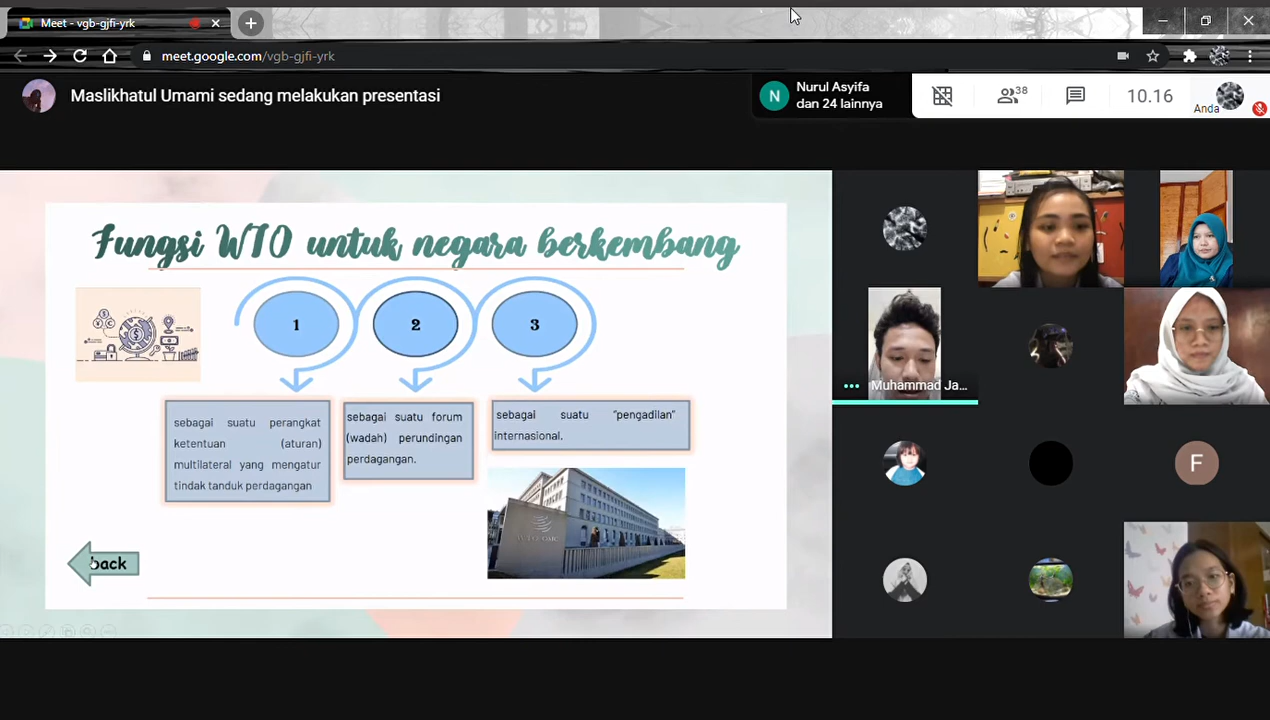 Meet - vgb-gjfi-yrk
meet.google.com/vgb-gjfi-yrk
Maslikhatul Umami sedang melakukan presentasi
N
Nurul Asyifa
dan 24 lainnya
38
10.16
Anda
Fungsi WTO untuk negara berkembang
1
2
3
sebagai suatu perangkat
ketentuan (aturan)
multilateral yang mengatur
tindak tanduk perdagangan
sebagai suatu forum
(wadah) perundingan
perdagangan.
sebagai suatu "pengadilan"
internasional.
back
Muhammad Ja...
F